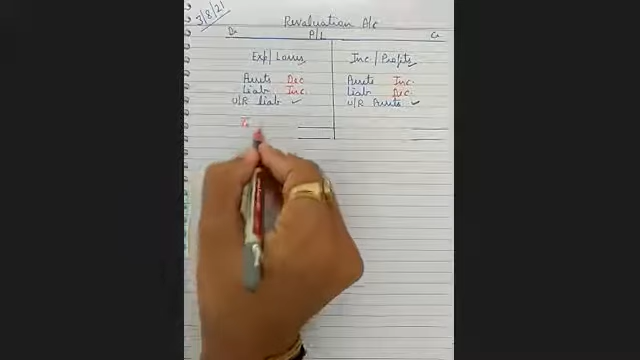 3/8/21
Revaluation A/c
Dr P/L Cr
Exp/Losses Inc/Profits
Assets Dec Assets Inc.
Liab Inc. Liab Dec.
U/R Liab ✓ U/R Assets ✓
To